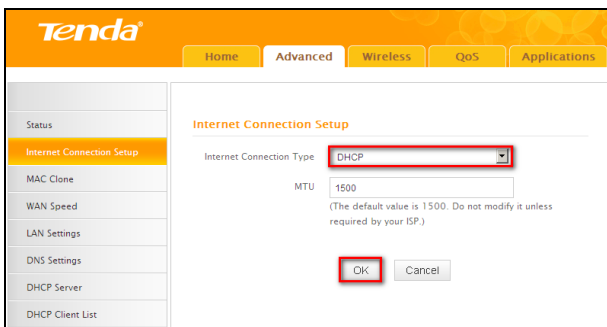 Tenda
Home Advanced Wireless QoS Applications
Status
Internet Connection Setup
MAC Clone
WAN Speed
LAN Settings
DNS Settings
DHCP Server
DHCP Client List
Internet Connection Setup
Internet Connection Type DHCP
MTU 1500
(The default value is 1500. Do not modify it unless
required by your ISP.)
OK Cancel